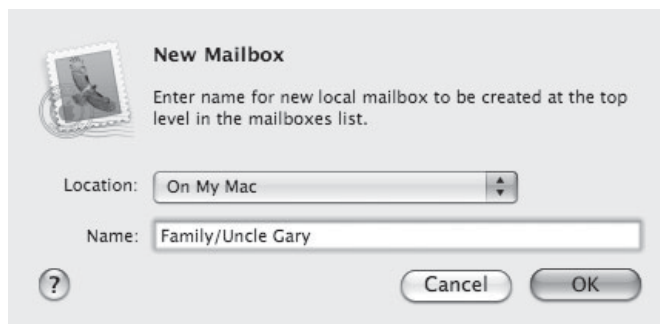 New Mailbox
Enter name for new local mailbox to be created at the top
level in the mailboxes list.
Location: On My Mac
Name: Family/Uncle Gary
? Cancel OK